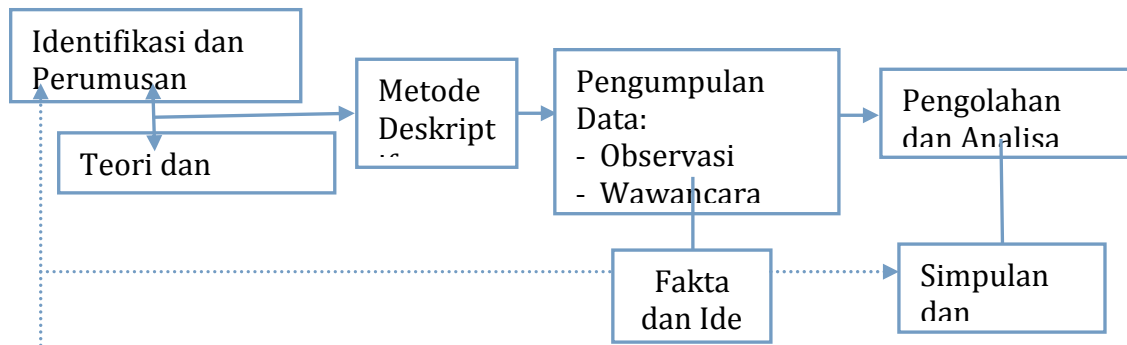 Identifikasi dan
Perumusan
Teori dan
Metode
Deskript
Pengumpulan
Data:
- Observasi
- Wawancara
Pengolahan
dan Analisa
Fakta
dan Ide
Simpulan
dan